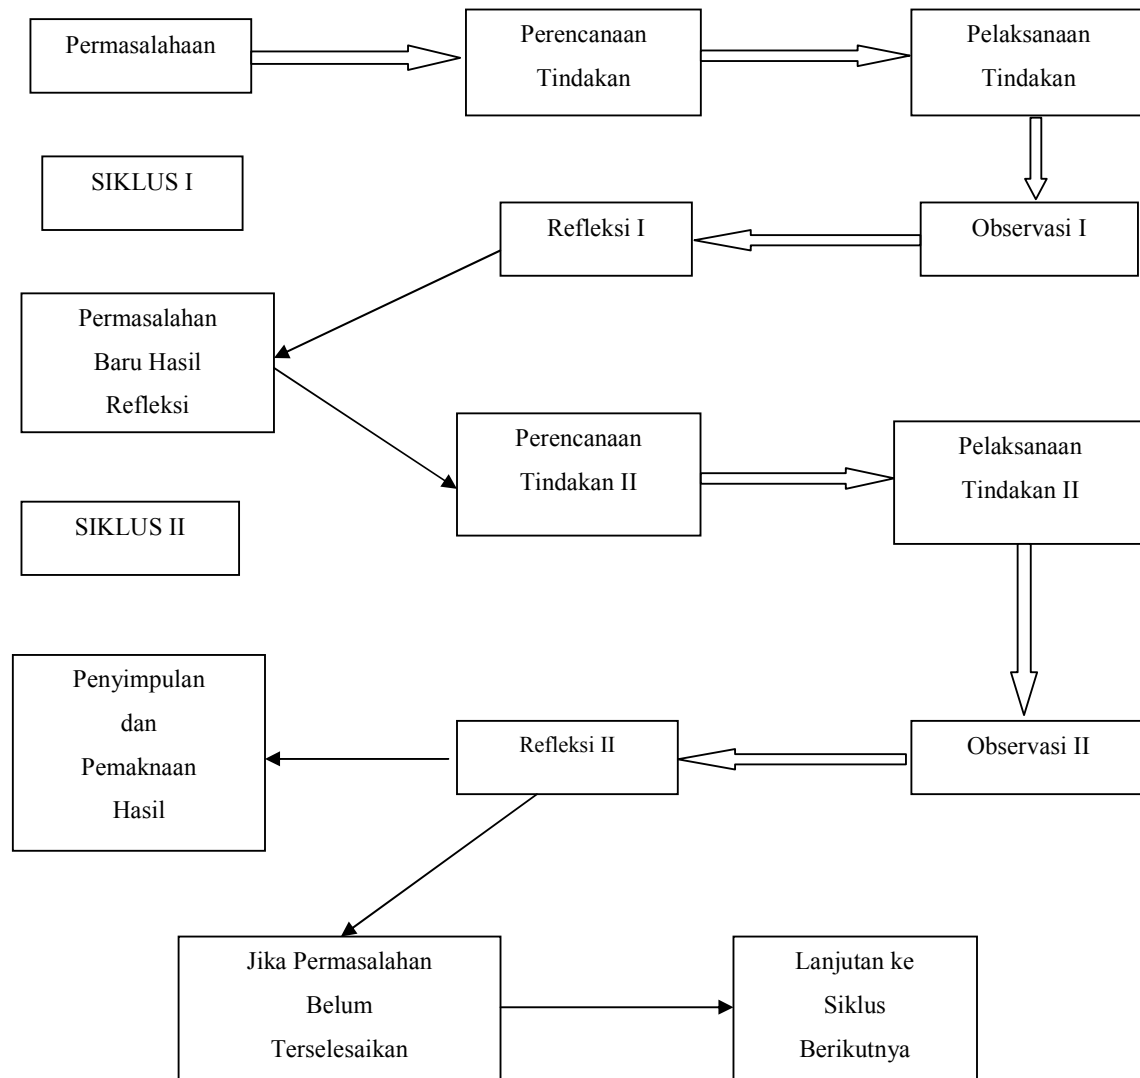 Permasalahaan
Perencanaan
Tindakan
Pelaksanaan
Tindakan
SIKLUS I
Refleksi I
Observasi I
Permasalahan
Baru Hasil
Refleksi
Perencanaan
Tindakan II
Pelaksanaan
Tindakan II
SIKLUS II
Penyimpulan
dan
Pemaknaan
Hasil
Refleksi II
Observasi II
Jika Permasalahan
Belum
Terselesaikan
Lanjutan ke
Siklus
Berikutnya